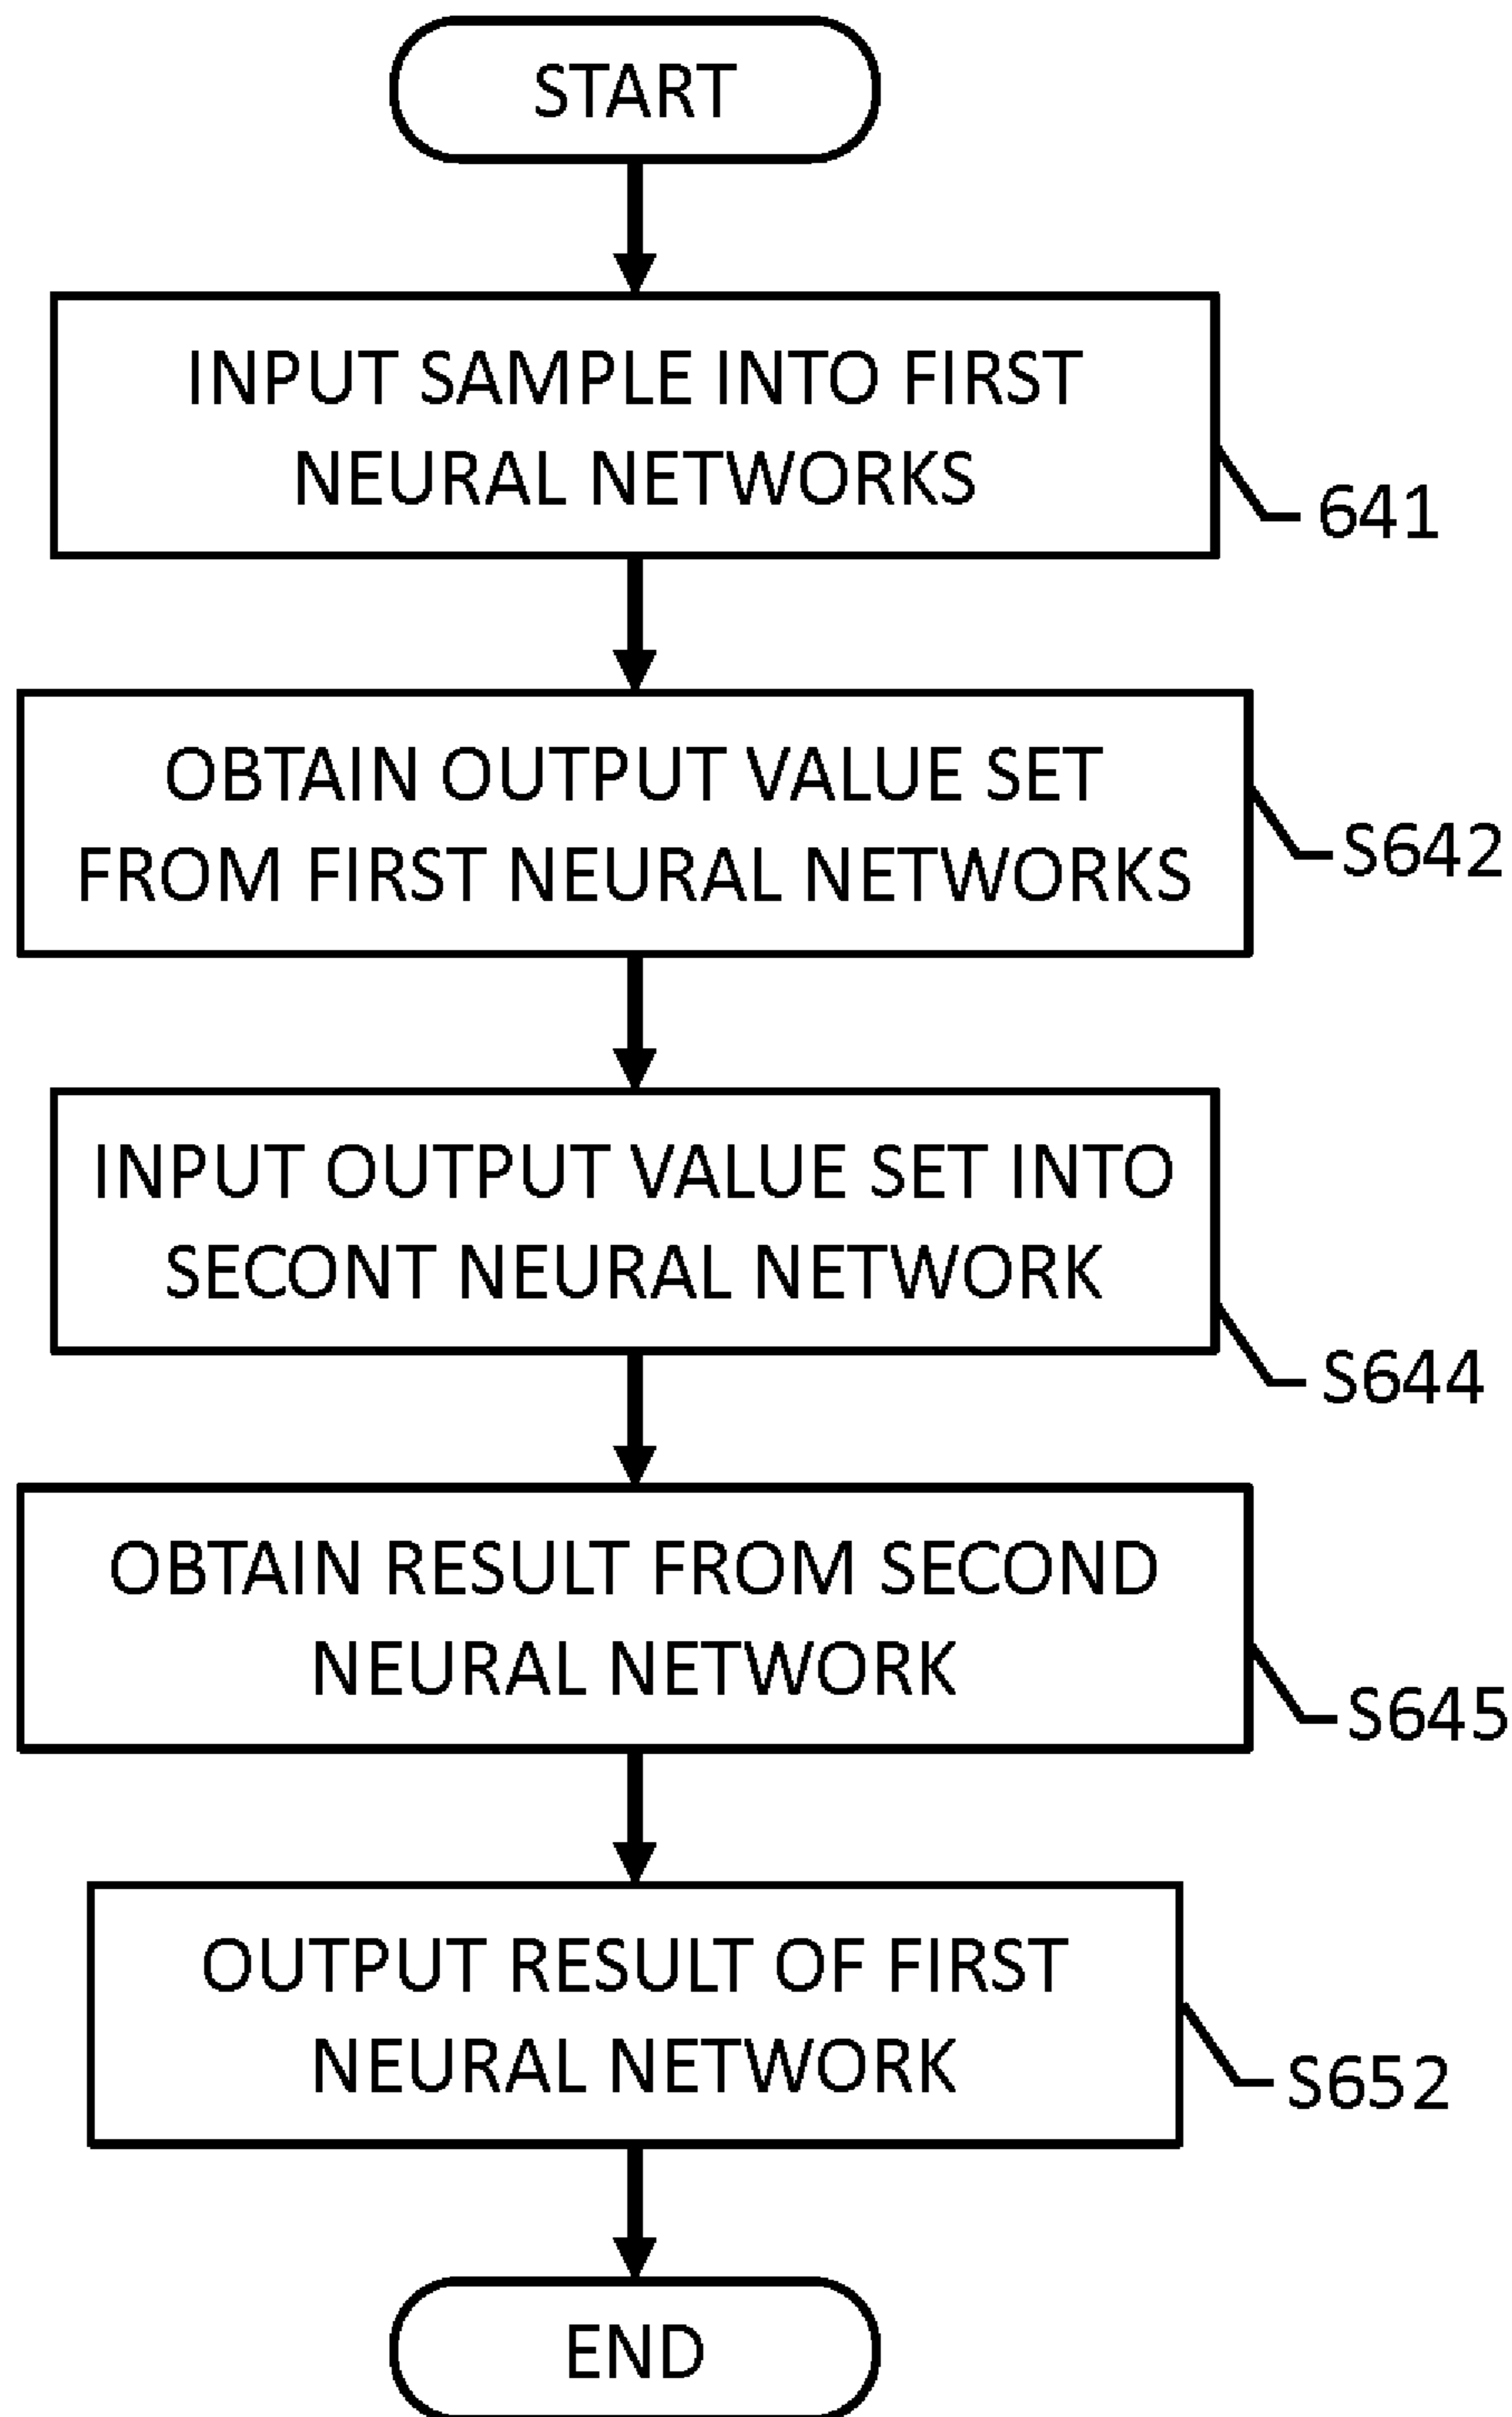 START
INPUT SAMPLE INTO FIRST
NEURAL NETWORKS
641
OBTAIN OUTPUT VALUE SET
FROM FIRST NEURAL NETWORKS
S642
INPUT OUTPUT VALUE SET INTO
SECONT NEURAL NETWORK
S644
OBTAIN RESULT FROM SECOND
NEURAL NETWORK
S645
OUTPUT RESULT OF FIRST
NEURAL NETWORK
S652
END